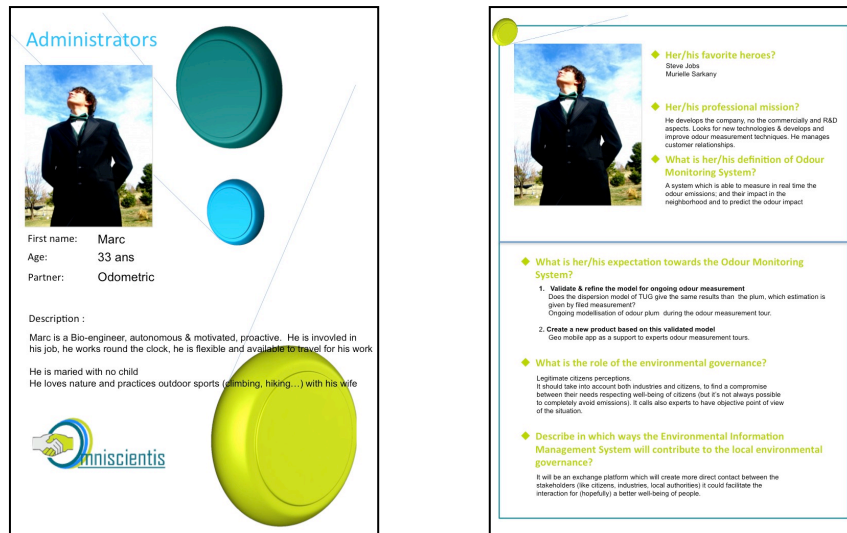 Administrators
First name: Marc
Age: 33 ans
Partner: Odometric
Description :
Marc is a Bio-engineer, autonomous & motivated, proactive. He is invovled in
his job, he works round the clock, he is flexible and available to travel for his work
He is maried with no child
He loves nature and practices outdoor sports (climbing, hiking...) with his wife
Omniscientis
◆ Her/his favorite heroes?
Steve Jobs
Murielle Sarkany
◆ Her/his professional mission?
He develops the company, no the commercially and R&D
aspects. Looks for new technologies & develops and
improve odour measurement techniques. He manages
customer relationships.
◆ What is her/his definition of Odour
Monitoring System?
A system which is able to measure in real time the
odour emissions; and their impact in the
neighborhood and to predict the odour impact
◆ What is her/his expectation towards the Odour Monitoring
System?
1. Validate & refine the model for ongoing odour measurement
Does the dispersion model of TUG give the same results than the plum, which estimation is
given by filed measurement?
Ongoing modellisation of odour plum during the odour measurement tour.
2. Create a new product based on this validated model
Geo mobile app as a support to experts odour measurement tours.
◆ What is the role of the environmental governance?
Legitimate citizens perceptions.
It should take into account both industries and citizens, to find a compromise
between their needs respecting well-being of citizens (but it's not always possible
to completely avoid emissions). It calls also experts to have objective point of view
of the situation.
◆ Describe in which ways the Environmental Information
Management System will contribute to the local environmental
governance?
It will be an exchange platform which will create more direct contact between the
stakeholders (like citizens, industries, local authorities) it could facilitate the
interaction for (hopefully) a better well-being of people.